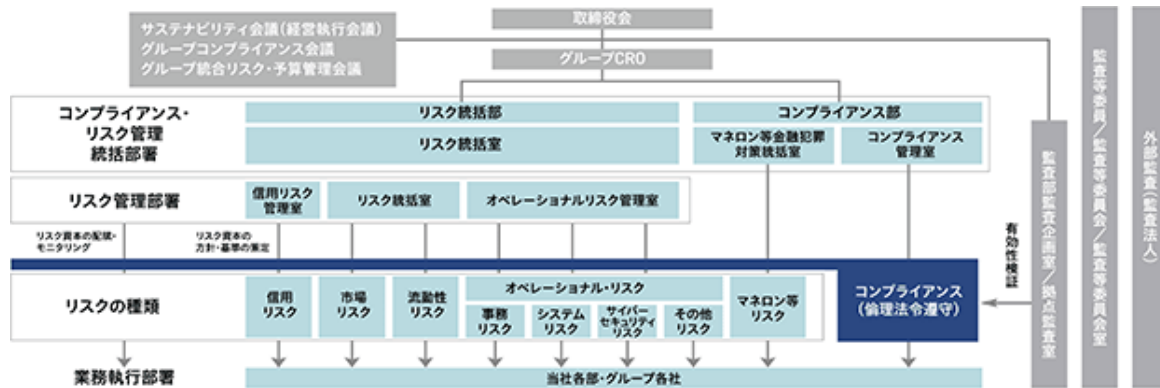 サステナビリティ会議(経営執行会議)
グループコンプライアンス会議
グループ統合リスク・予算管理会議
取締役会
グループCRO
コンプライアンス・
リスク管理
統括部署
リスク統括部
コンプライアンス部
リスク統括室
マネロン等金融犯罪
対策統括室
コンプライアンス
管理室
リスク管理部署
信用リスク
管理室
リスク統括室
オペレーショナルリスク管理室
リスク資本の配賦・
モニタリング
リスク資本の
方針・基準の策定
リスクの種類
信用
リスク
市場
リスク
流動性
リスク
オペレーショナル・リスク
事務
リスク
システム
リスク
サイバー
セキュリティ
リスク
その他
リスク
マネロン等
リスク
コンプライアンス
(倫理法令遵守)
業務執行部署
当社各部・グループ各社
有効性検証
監査部監査企画室/拠点監査室
監査等委員/監査等委員会/監査等委員会室
外部監査(監査法人)